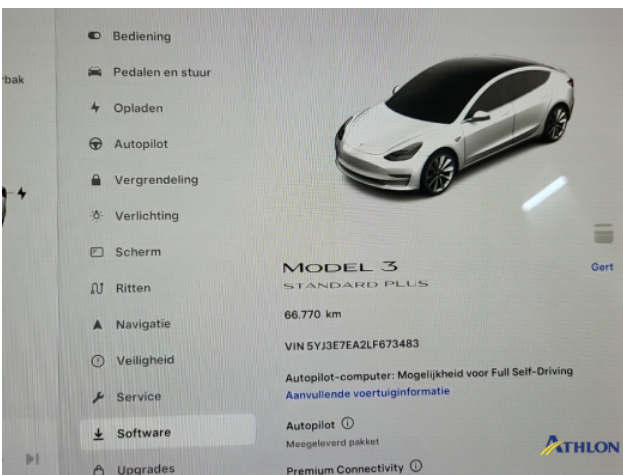 rbak
Bediening
Pedalen en stuur
Opladen
Autopilot
Vergrendeling
Verlichting
Scherm
Ritten
Navigatie
Veiligheid
Service
Software
Upgrades
MODEL 3
STANDARD PLUS
Gert
66.770 km
VIN 5YJ3E7EA2LF673483
Autopilot-computer: Mogelijkheid voor Full Self-Driving
Aanvullende voertuiginformatie
Autopilot
Meegeleverd pakket
Premium Connectivity
ATHLON